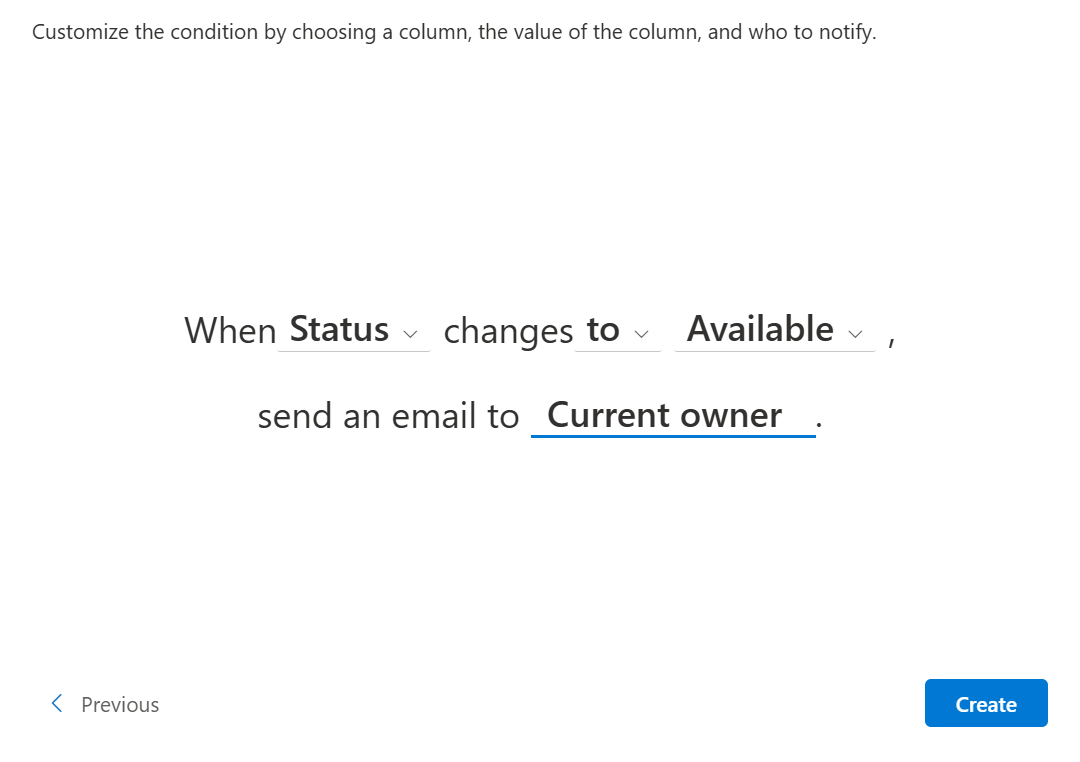 Customize the condition by choosing a column, the value of the column, and who to notify.
When Status changes to Available ,
send an email to Current owner .
Previous
Create